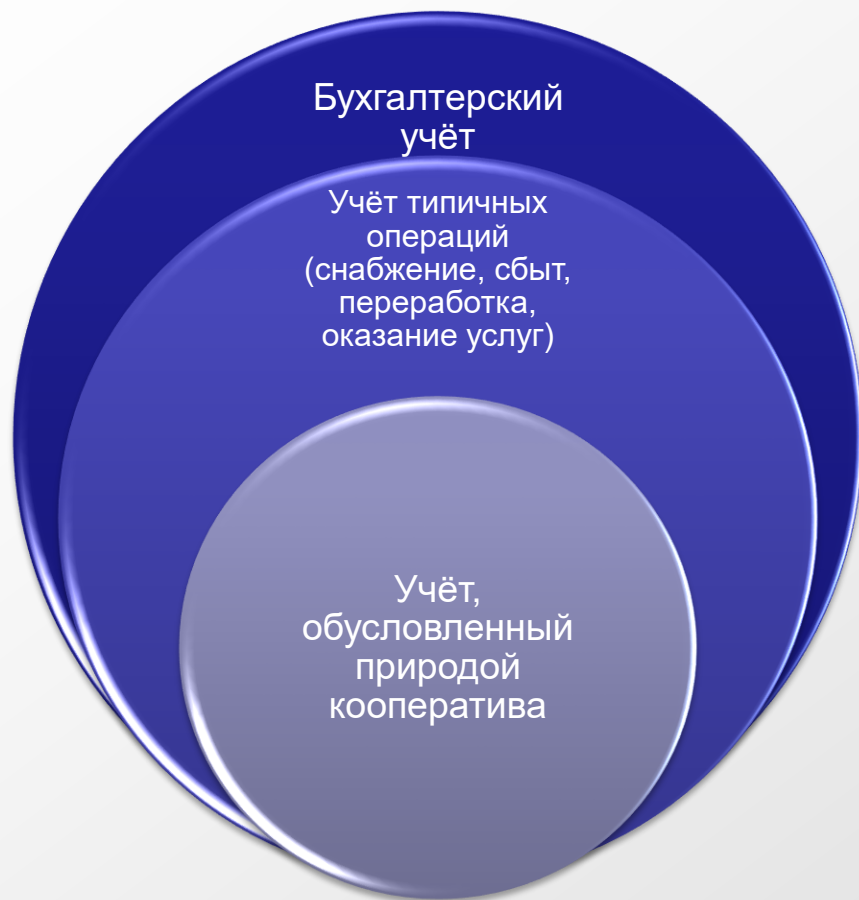 Бухгалтерский
учёт
Учёт типичных
операций
(снабжение, сбыт,
переработка,
оказание услуг)
Учёт,
обусловленный
природой
кооператива